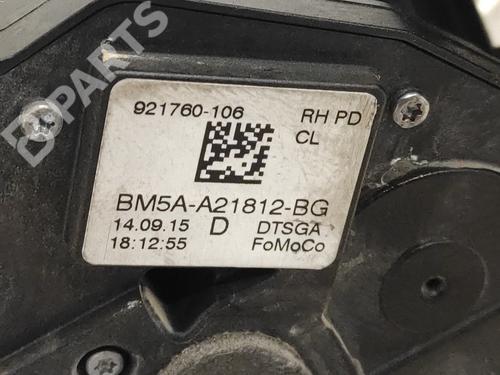 B-PARTS
921760-106 RH PD
CL
BM5A-A21812-BG
14.09.15 D DTSGA
18:12:55 FoMoCo